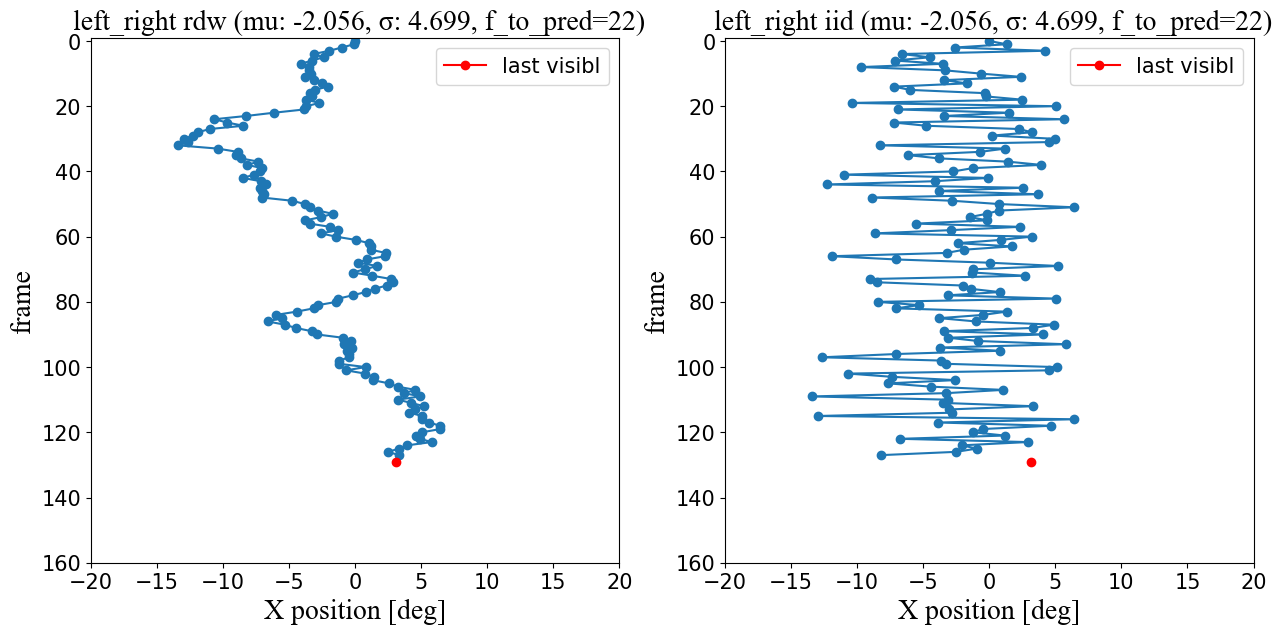 left_right rdw (mu: -2.056, σ: 4.699, f_to_pred=22)
last visibl
0
20
40
60
80
100
120
140
160
frame
−20 −15 −10 −5 0 5 10 15 20
X position [deg]
left_right iid (mu: -2.056, σ: 4.699, f_to_pred=22)
last visibl
0
20
40
60
80
100
120
140
160
frame
−20 −15 −10 −5 0 5 10 15 20
X position [deg]